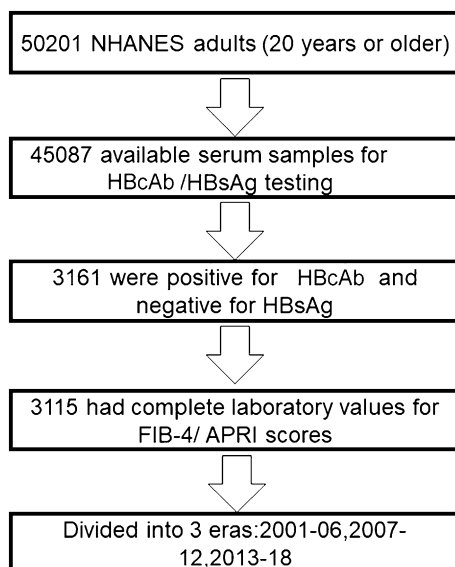 50201 NHANES adults (20 years or older)
45087 available serum samples for
HBcAb /HBsAg testing
3161 were positive for HBcAb and
negative for HBsAg
3115 had complete laboratory values for
FIB-4/ APRI scores
Divided into 3 eras:2001-06,2007-
12,2013-18